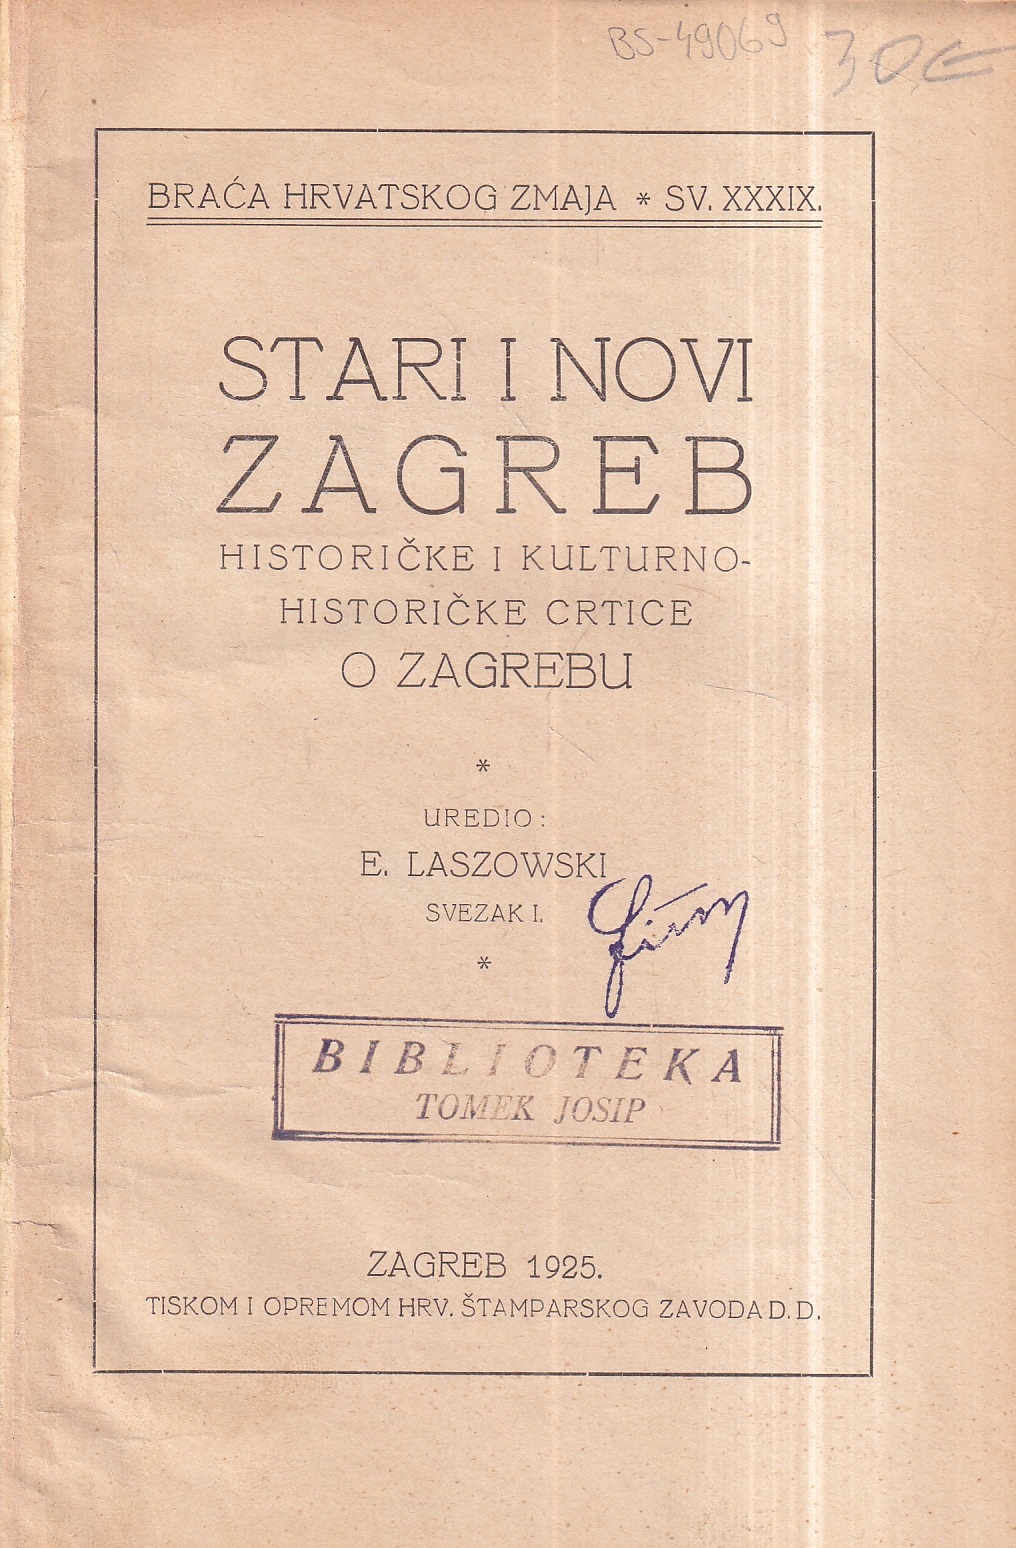 BS-49069 30€
BRAĆA HRVATSKOG ZMAJA * SV. XXXIX.
STARI I NOVI
ZAGREB
HISTORIČKE I KULTURNO-
HISTORIČKE CRTICE
O ZAGREBU
*
UREDIO:
E. LASZOWSKI
SVEZAK I.
*
BIBLIOTEKA
TOMEK JOSIP
ZAGREB 1925.
TISKOM I OPREMOM HRV. ŠTAMPARSKOG ZAVODA D. D.